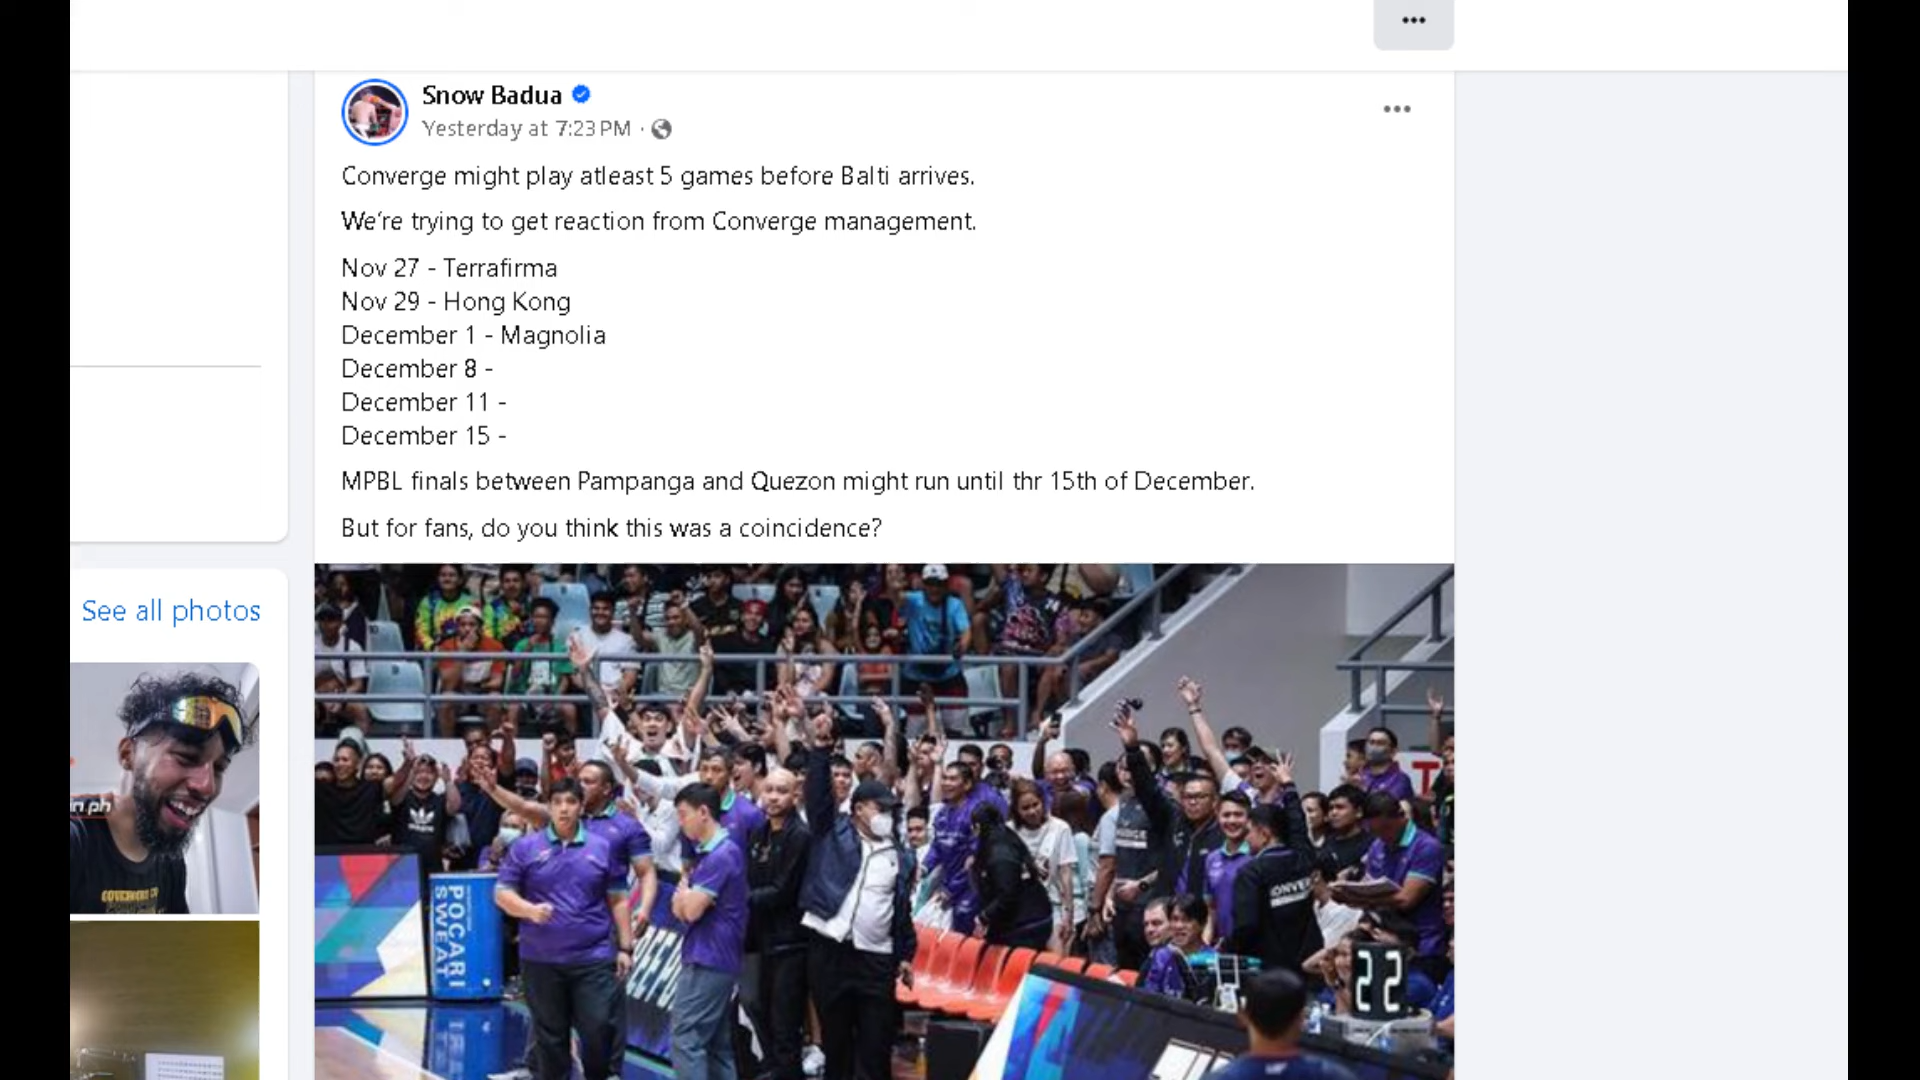 Snow Badua
Yesterday at 7:23 PM ·
Converge might play atleast 5 games before Balti arrives.
We're trying to get reaction from Converge management.
Nov 27 - Terrafirma
Nov 29 - Hong Kong
December 1 - Magnolia
December 8 -
December 11 -
December 15 -
MPBL finals between Pampanga and Quezon might run until thr 15th of December.
But for fans, do you think this was a coincidence?
See all photos
in ph
POCARI
SWEAT
22